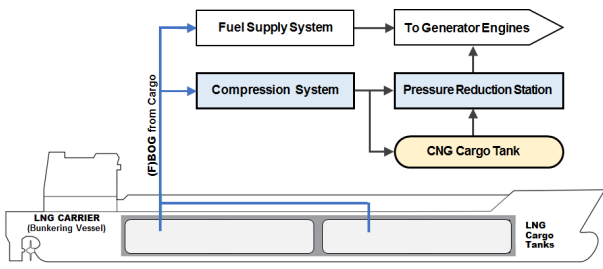 Fuel Supply System
To Generator Engines
(F)BOG from Cargo
Compression System
Pressure Reduction Station
CNG Cargo Tank
LNG CARRIER
(Bunkering Vessel)
LNG
Cargo
Tanks